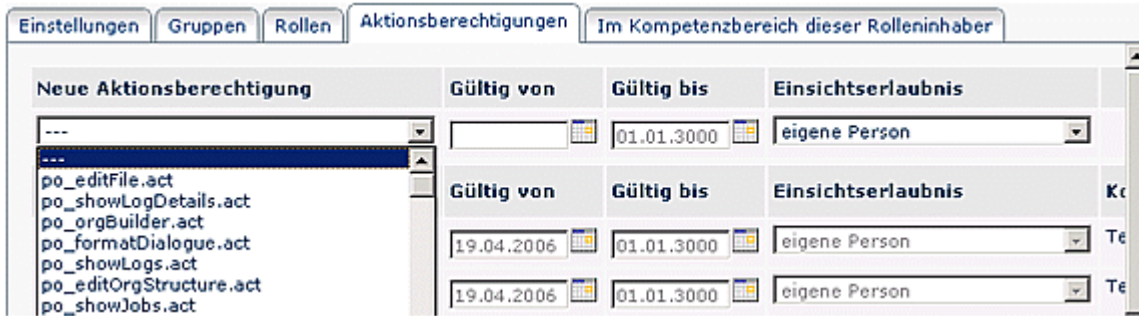 Einstellungen Gruppen Rollen Aktionsberechtigungen Im Kompetenzbereich dieser Rolleninhaber
Neue Aktionsberechtigung Gültig von Gültig bis Einsichtserlaubnis
--- 01.01.3000 eigene Person
---
po_editFile.act
po_showLogDetails.act Gültig von Gültig bis Einsichtserlaubnis
po_orgBuilder.act
po_formatDialogue.act 19.04.2006 01.01.3000 eigene Person Te
po_showLogs.act
po_editOrgStructure.act
po_showJobs.act 19.04.2006 01.01.3000 eigene Person Te